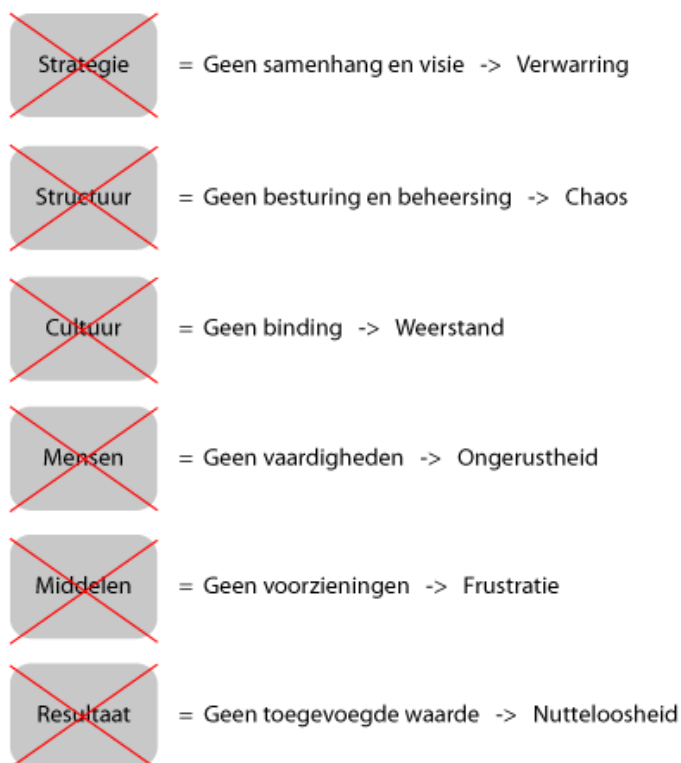 Strategie = Geen samenhang en visie -> Verwarring
Structuur = Geen besturing en beheersing -> Chaos
Cultuur = Geen binding -> Weerstand
Mensen = Geen vaardigheden -> Ongerustheid
Middelen = Geen voorzieningen -> Frustratie
Resultaat = Geen toegevoegde waarde -> Nutteloosheid